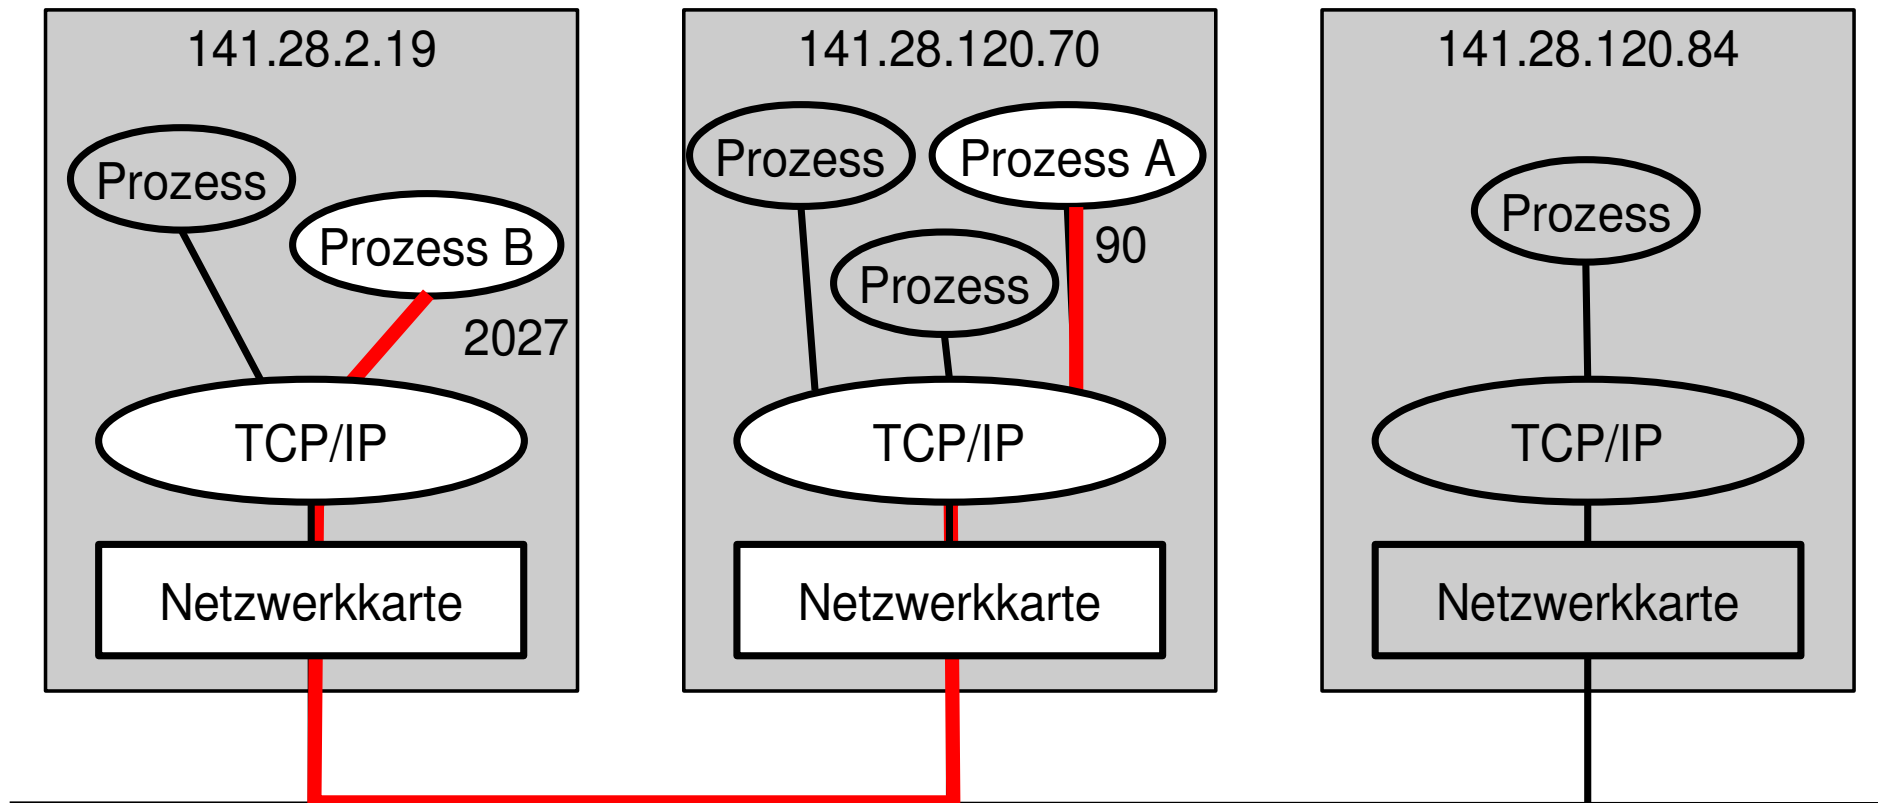 141.28.2.19
Prozess
Prozess B
2027
TCP/IP
Netzwerkkarte
141.28.120.70
Prozess
Prozess A
90
Prozess
TCP/IP
Netzwerkkarte
141.28.120.84
Prozess
TCP/IP
Netzwerkkarte